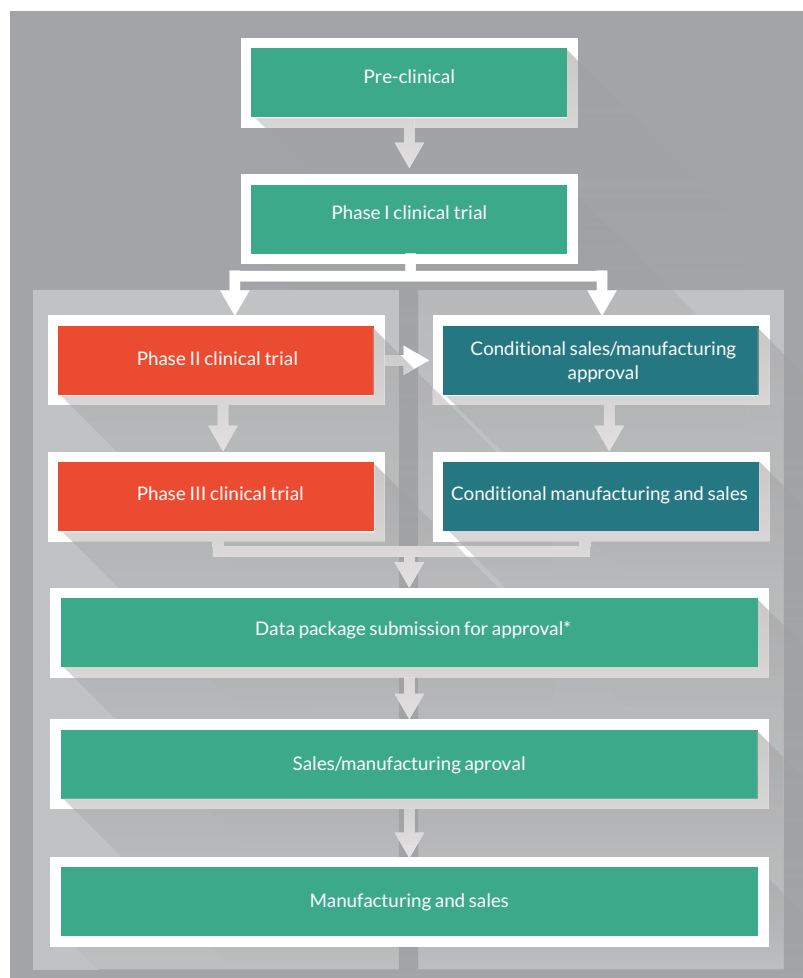 Pre-clinical
Phase I clinical trial
Phase II clinical trial
Conditional sales/manufacturing
approval
Phase III clinical trial
Conditional manufacturing and sales
Data package submission for approval*
Sales/manufacturing aproval
Manufacturing and sales